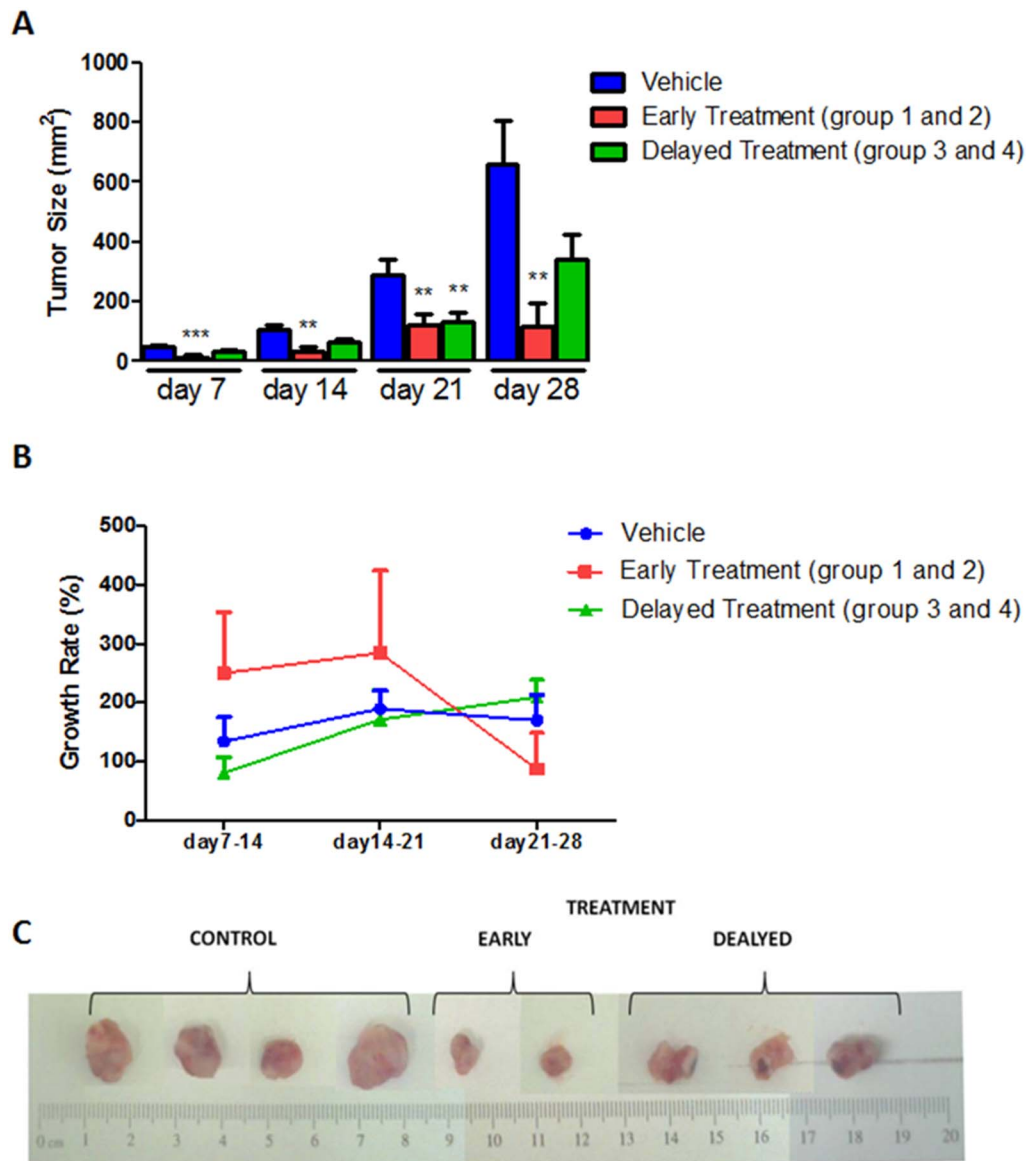 A
1000
800
600
400
200
0
Tumor Size (mm²)
*** ** ** ** **
day 7 day 14 day 21 day 28
Vehicle
Early Treatment (group 1 and 2)
Delayed Treatment (group 3 and 4)
B
500
400
300
200
100
0
Growth Rate (%)
day7-14 day14-21 day21-28
Vehicle
Early Treatment (group 1 and 2)
Delayed Treatment (group 3 and 4)
TREATMENT
C
CONTROL EARLY DEALYED
0 cm 1 2 3 4 5 6 7 8 9 10 11 12 13 14 15 16 17 18 19 20